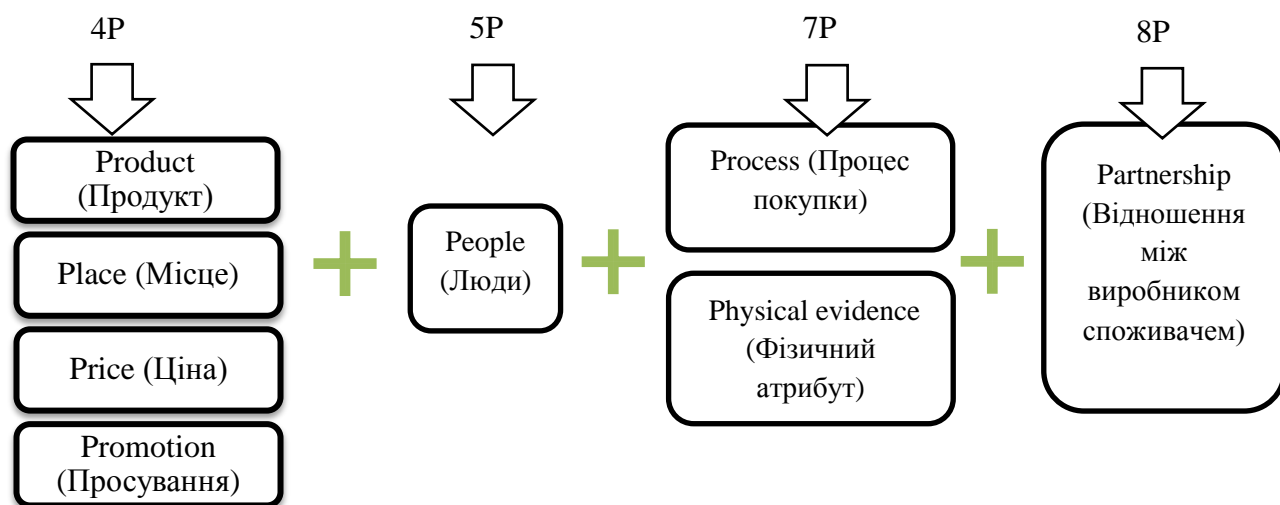 4P
5P
7P
8P
Product
(Продукт)
Place (Місце)
Price (Ціна)
Promotion
(Просування)
People
(Люди)
Process (Процес
покупки)
Physical evidence
(Фізичний
атрибут)
Partnership
(Відношення
між
виробником
споживачем)